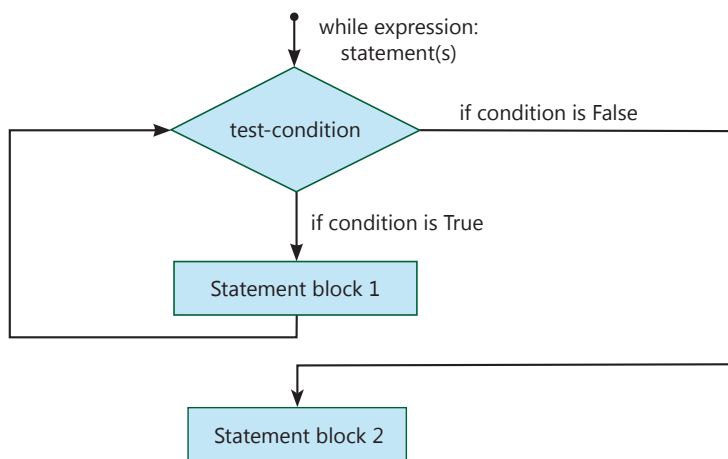 while expression:
statement(s)
test-condition
if condition is False
if condition is True
Statement block 1
Statement block 2